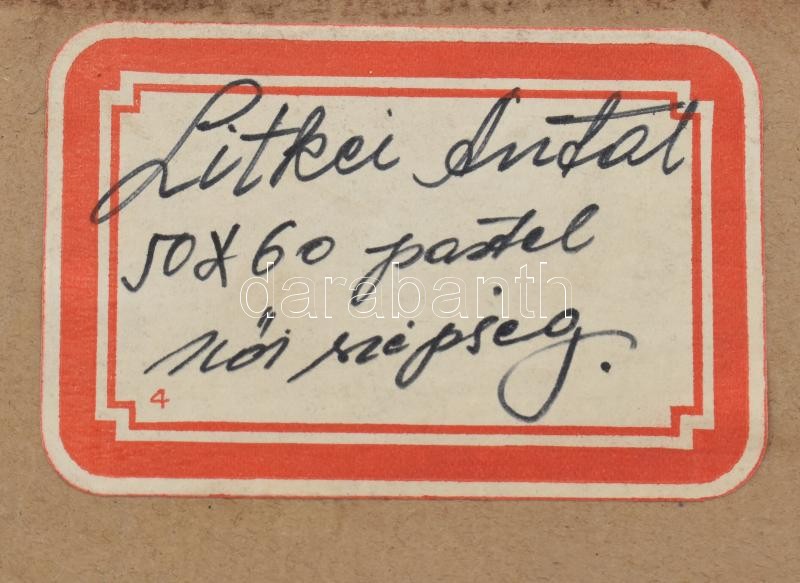 Litkei Antal
50X60 pastel
darabanth
női szépség.
4